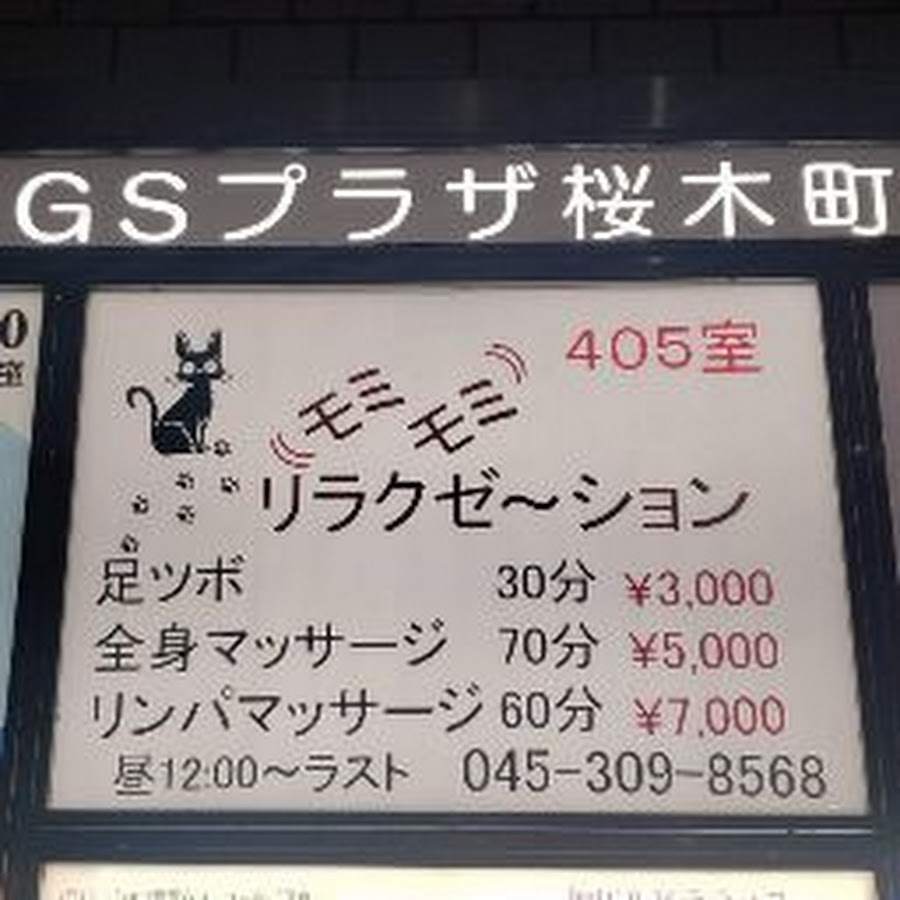 GSプラザ桜木町
405室
モミモミ
リラクゼ〜ション
足ツボ 30分 ¥3,000
全身マッサージ 70分 ¥5,000
リンパマッサージ 60分 ¥7,000
昼12:00〜ラスト 045-309-8568